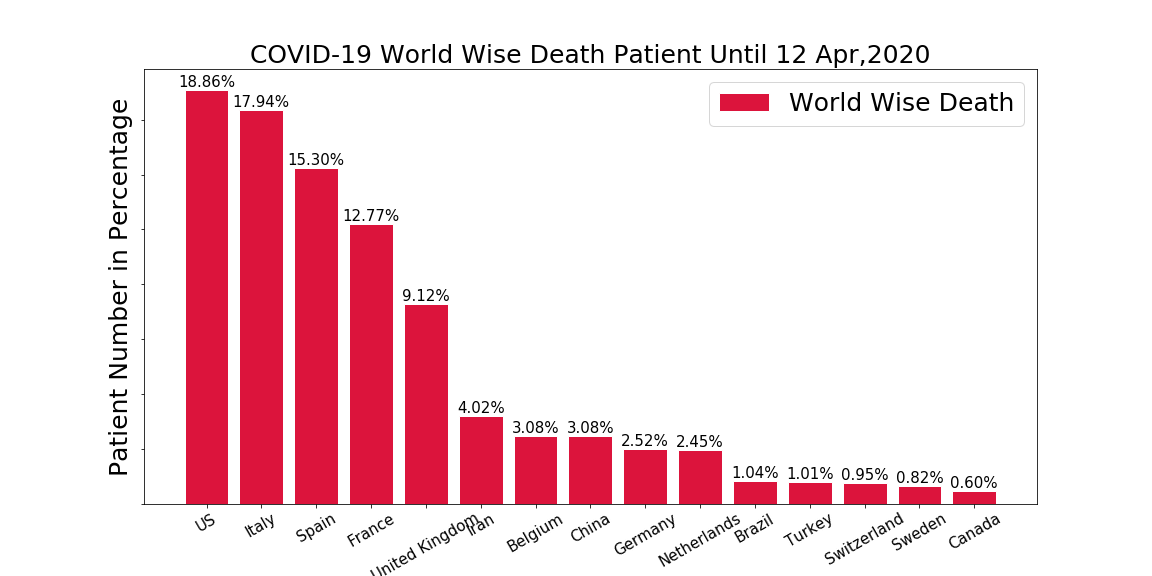 COVID-19 World Wise Death Patient Until 12 Apr,2020
World Wise Death
Patient Number in Percentage
18.86%
17.94%
15.30%
12.77%
9.12%
4.02%
3.08%
3.08%
2.52%
2.45%
1.04%
1.01%
0.95%
0.82%
0.60%
US
Italy
Spain
France
United Kingdom
Iran
Belgium
China
Germany
Netherlands
Brazil
Turkey
Switzerland
Sweden
Canada